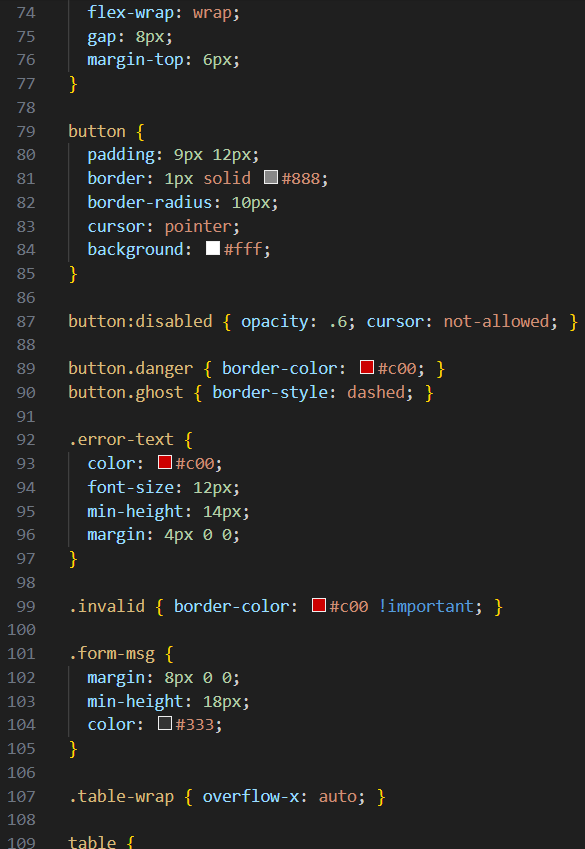 74 flex-wrap: wrap;
75 gap: 8px;
76 margin-top: 6px;
77 }
78
79 button {
80 padding: 9px 12px;
81 border: 1px solid #888;
82 border-radius: 10px;
83 cursor: pointer;
84 background: #fff;
85 }
86
87 button:disabled { opacity: .6; cursor: not-allowed; }
88
89 button.danger { border-color: #c00; }
90 button.ghost { border-style: dashed; }
91
92 .error-text {
93 color: #c00;
94 font-size: 12px;
95 min-height: 14px;
96 margin: 4px 0 0;
97 }
98
99 .invalid { border-color: #c00 !important; }
100
101 .form-msg {
102 margin: 8px 0 0;
103 min-height: 18px;
104 color: #333;
105 }
106
107 .table-wrap { overflow-x: auto; }
108
109 table {